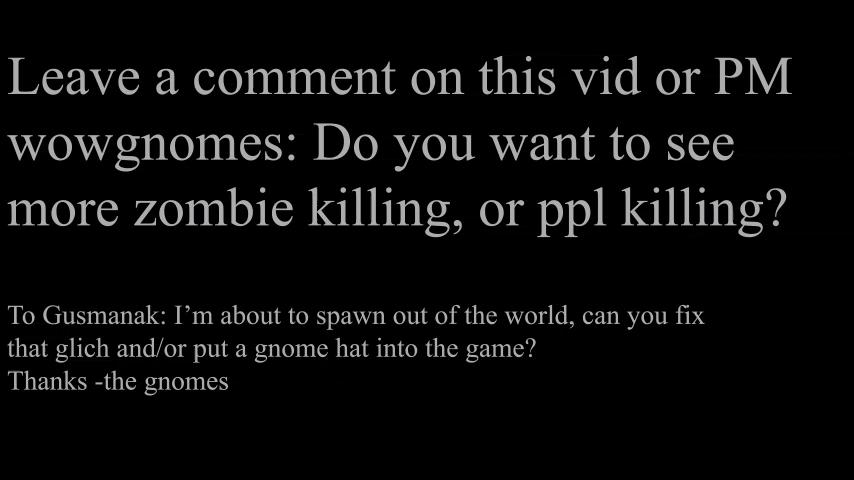 Leave a comment on this vid or PM
wowgnomes: Do you want to see
more zombie killing, or ppl killing?
To Gusmanak: I'm about to spawn out of the world, can you fix
that glich and/or put a gnome hat into the game?
Thanks -the gnomes